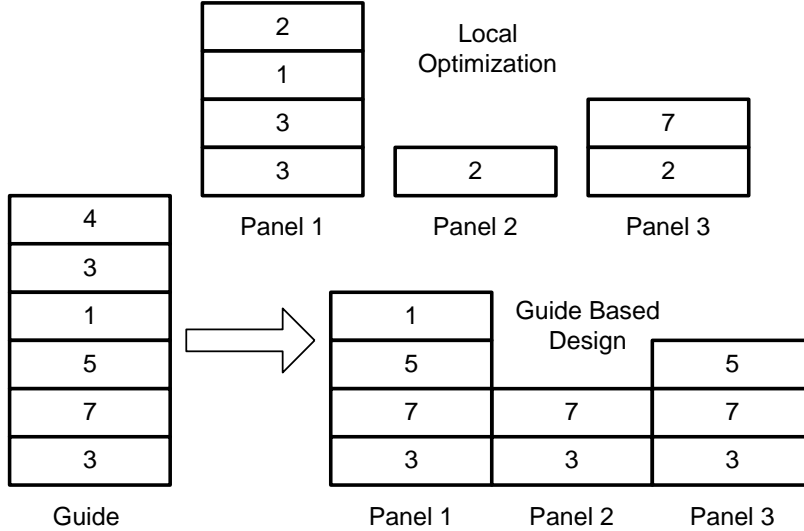 2
Local
Optimization
1
3
7
3
2
2
Panel 1
Panel 2
Panel 3
4
3
1
5
7
3
Guide
1
Guide Based
Design
5
5
7
7
7
3
3
3
Panel 1
Panel 2
Panel 3